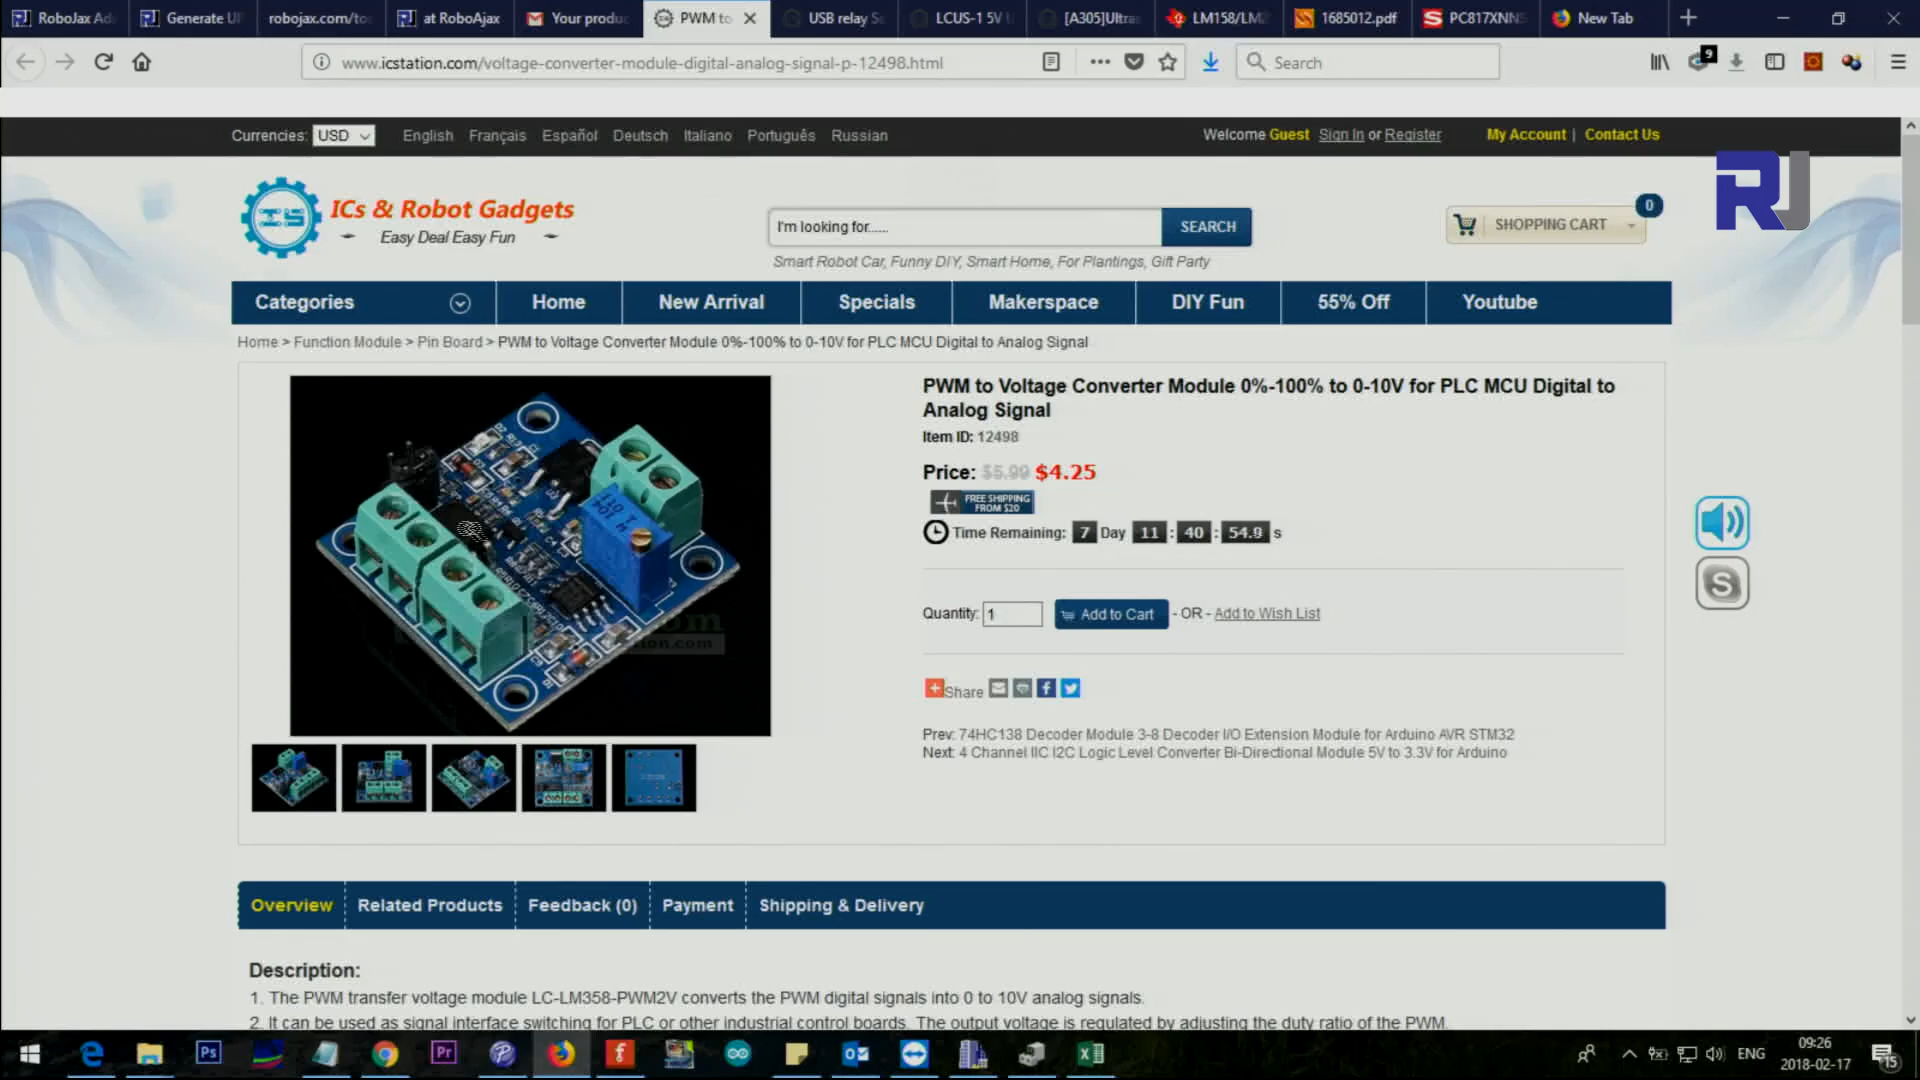 RoboJax
Generate
robojax.com/to
at RoboAjax
Your produ
PWM to
USB relay
LCUS-1 5V
[A305]Ultra
LM158/LM
1685012.pdf
PC817XNN
New Tab
www.icstation.com/voltage-converter-module-digital-analog-signal-p-12498.html
Search
9
Currencies: USD English Français Español Deutsch Italiano Português Russian
Welcome Guest Sign In or Register My Account | Contact Us
RJ
ICs & Robot Gadgets
Easy Deal Easy Fun
I'm looking for......
SEARCH
SHOPPING CART
0
Smart Robot Car, Funny DIY, Smart Home, For Plantings, Gift Party
Categories Home New Arrival Specials Makerspace DIY Fun 55% Off Youtube
Home > Function Module > Pin Board > PWM to Voltage Converter Module 0%-100% to 0-10V for PLC MCU Digital to Analog Signal
PWM to Voltage Converter Module 0%-100% to 0-10V for PLC MCU Digital to
Analog Signal
Item ID: 12498
Price: $5.99 $4.25
FREE SHIPPING
FROM $20
Time Remaining: 7 Day 11 : 40 : 54.9 s
Quantity: 1 Add to Cart - OR - Add to Wish List
Share
Prev: 74HC138 Decoder Module 3-8 Decoder I/O Extension Module for Arduino AVR STM32
Next: 4 Channel IIC I2C Logic Level Converter Bi-Directional Module 5V to 3.3V for Arduino
Overview Related Products Feedback (0) Payment Shipping & Delivery
Description:
1. The PWM transfer voltage module LC-LM358-PWM2V converts the PWM digital signals into 0 to 10V analog signals.
2. It can be used as signal interface switching for PLC or other industrial control boards. The output voltage is regulated by adjusting the duty ratio of the PWM.
ENG
09:26
2018-02-17
15